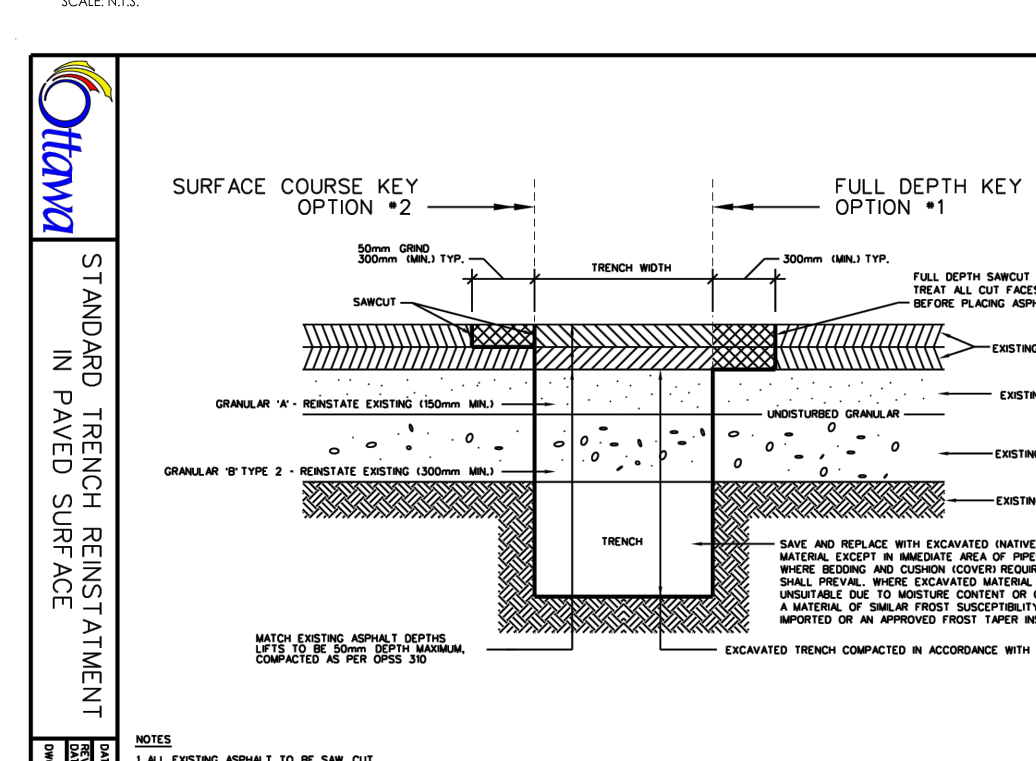 SCALE: N.T.S.
Ottawa
STANDARD TRENCH REINSTATMENT
IN PAVED SURFACE
SURFACE COURSE KEY
OPTION #2
FULL DEPTH KEY
OPTION #1
50mm GRIND
300mm (MIN.) TYP.
TRENCH WIDTH
300mm (MIN.) TYP.
FULL DEPTH SAWCUT
TREAT ALL CUT FACES
BEFORE PLACING ASPH
SAWCUT
EXISTING
GRANULAR 'A' - REINSTATE EXISTING (150mm MIN.)
EXISTIN
UNDISTURBED GRANULAR
EXISTING
GRANULAR 'B' TYPE 2 - REINSTATE EXISTING (300mm MIN.)
EXISTIN
TRENCH
SAVE AND REPLACE WITH EXCAVATED (NATIVE
MATERIAL EXCEPT IN IMMEDIATE AREA OF PIPE
WHERE BEDDING AND CUSHION (COVER) REQUIR
SHALL PREVAIL. WHERE EXCAVATED MATERIAL
UNSUITABLE DUE TO MOISTURE CONTENT OR
A MATERIAL OF SIMILAR FROST SUSCEPTIBILITY
IMPORTED OR AN APPROVED FROST TAPER INS
MATCH EXISTING ASPHALT DEPTHS
LIFTS TO BE 50mm DEPTH MAXIMUM,
COMPACTED AS PER OPSS 310
EXCAVATED TRENCH COMPACTED IN ACCORDANCE WITH
NOTES
1. ALL EXISTING ASPHALT TO BE SAW CUT
DAT
REV
DAT
DW